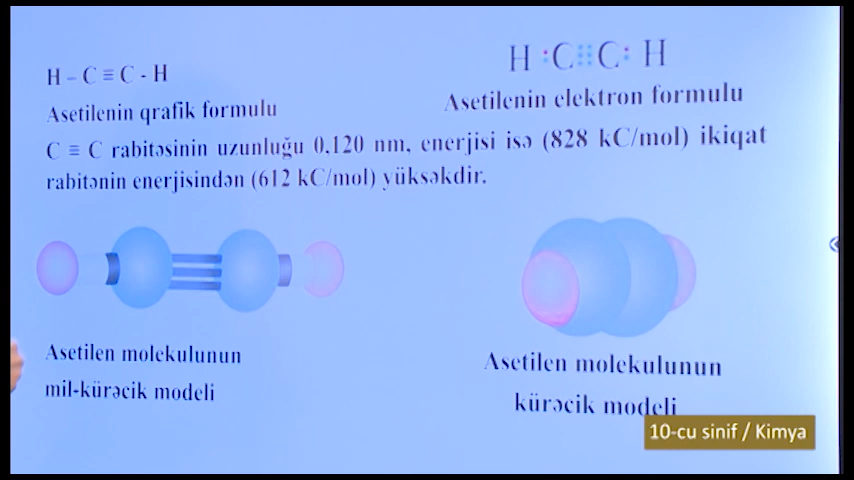 H – C ≡ C - H
H :C⋮⋮C: H
Asetilenin qrafik formulu
Asetilenin elektron formulu
C ≡ C rabitəsinin uzunluğu 0,120 nm, enerjisi isə (828 kC/mol) ikiqat
rabitənin enerjisindən (612 kC/mol) yüksəkdir.
Asetilen molekulunun
mil-kürəcik modeli
Asetilen molekulunun
kürəcik modeli
10-cu sinif / Kimya